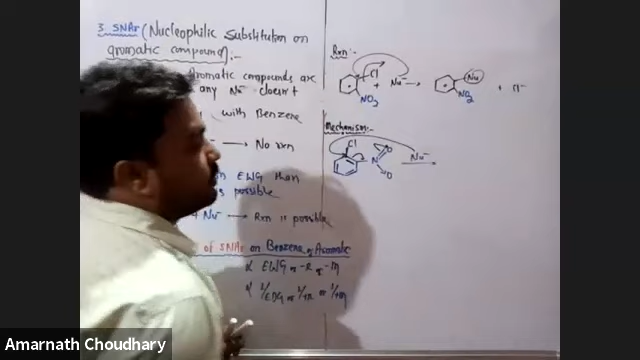 3. SNAr (Nucleophilic Substitution on
aromatic compound):-
Aromatic compounds are
any Nu⁻ doesn't
with Benzene
⟶ No rxn
EWG then
is possible
+ Nu⁻ ⟶ Rxn is possible
of SNAr on Benzene or Aromatic
∝ EWG or -R or -M
∝ 1/EDG or 1/+R or 1/+M
Rxn:-
Cl + Nu⁻ ⟶ Nu + Cl⁻
NO₂ NO₂
Mechanism:-
Cl
N O Nu⁻ ⟶
O
Amarnath Choudhary